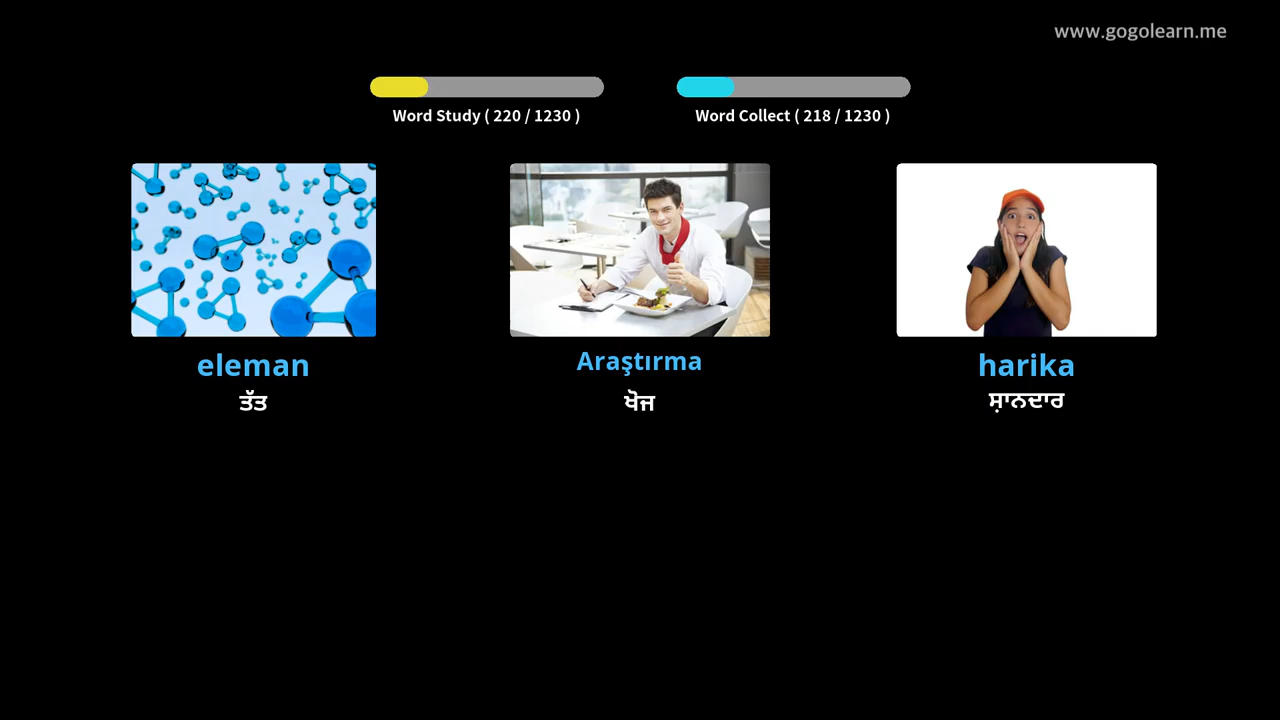 www.gogolearn.me
Word Study ( 220 / 1230 )
Word Collect ( 218 / 1230 )
eleman
Araştırma
harika
ਤੱਤ
ਖੋਜ
ਸ਼ਾਨਦਾਰ